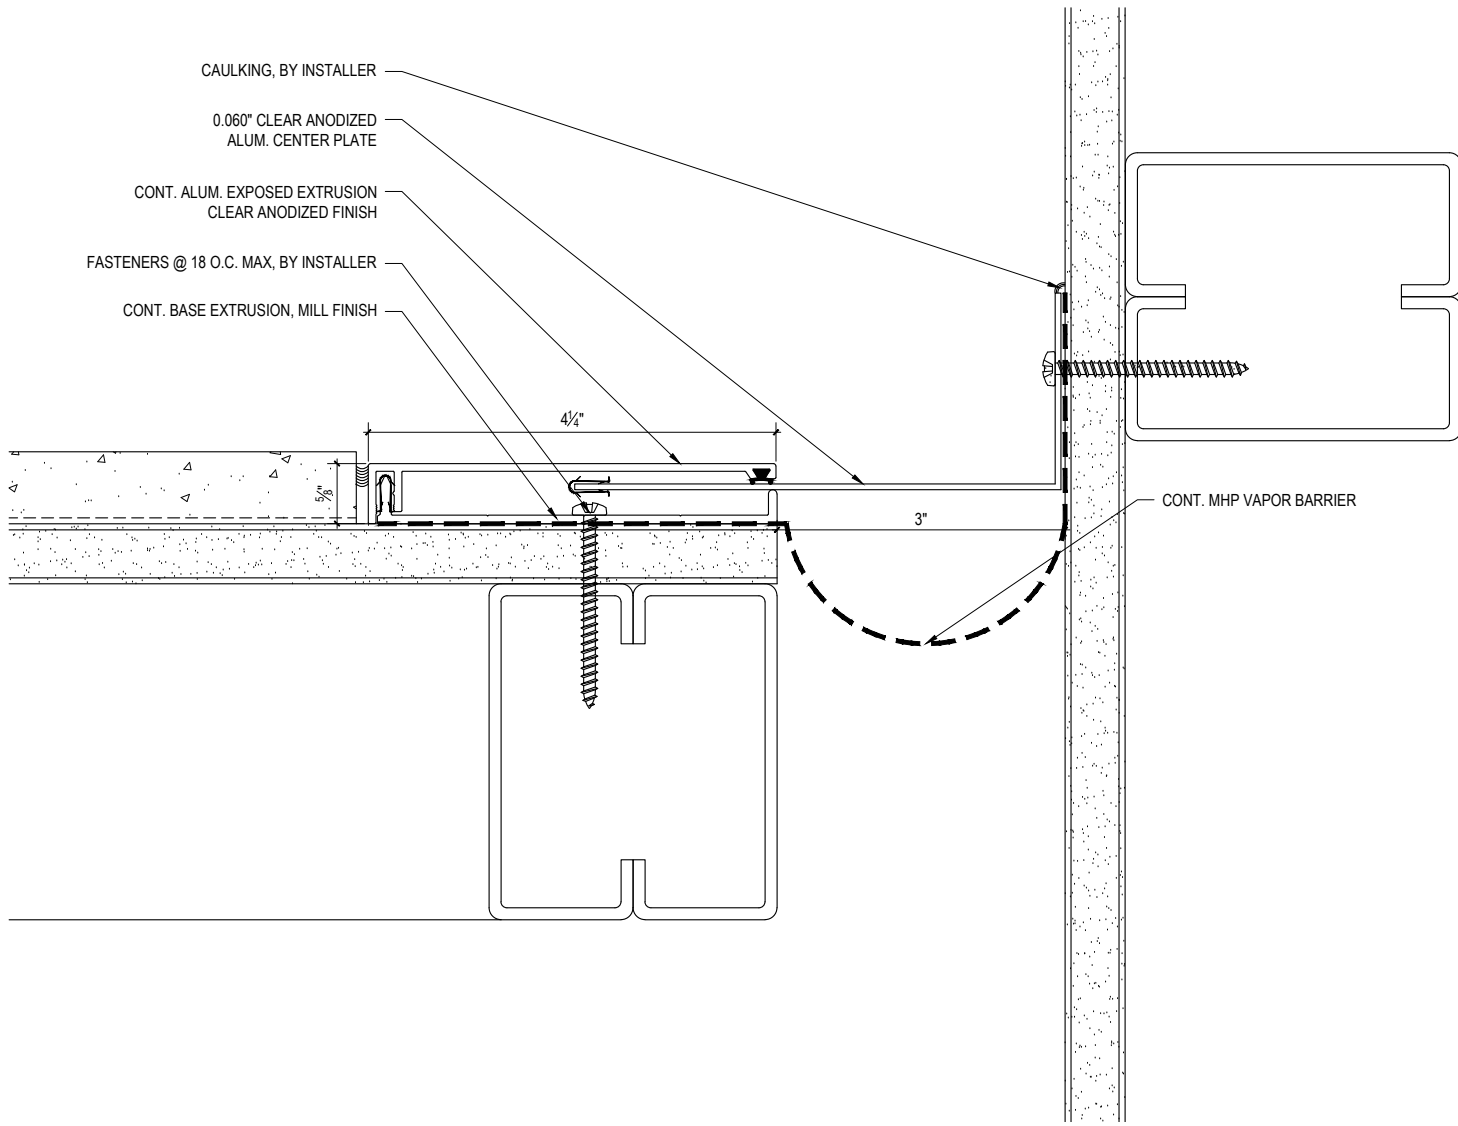 CAULKING, BY INSTALLER
0.060" CLEAR ANODIZED
ALUM. CENTER PLATE
CONT. ALUM. EXPOSED EXTRUSION
CLEAR ANODIZED FINISH
FASTENERS @ 18 O.C. MAX, BY INSTALLER
CONT. BASE EXTRUSION, MILL FINISH
4¼"
⅝"
CONT. MHP VAPOR BARRIER
3"